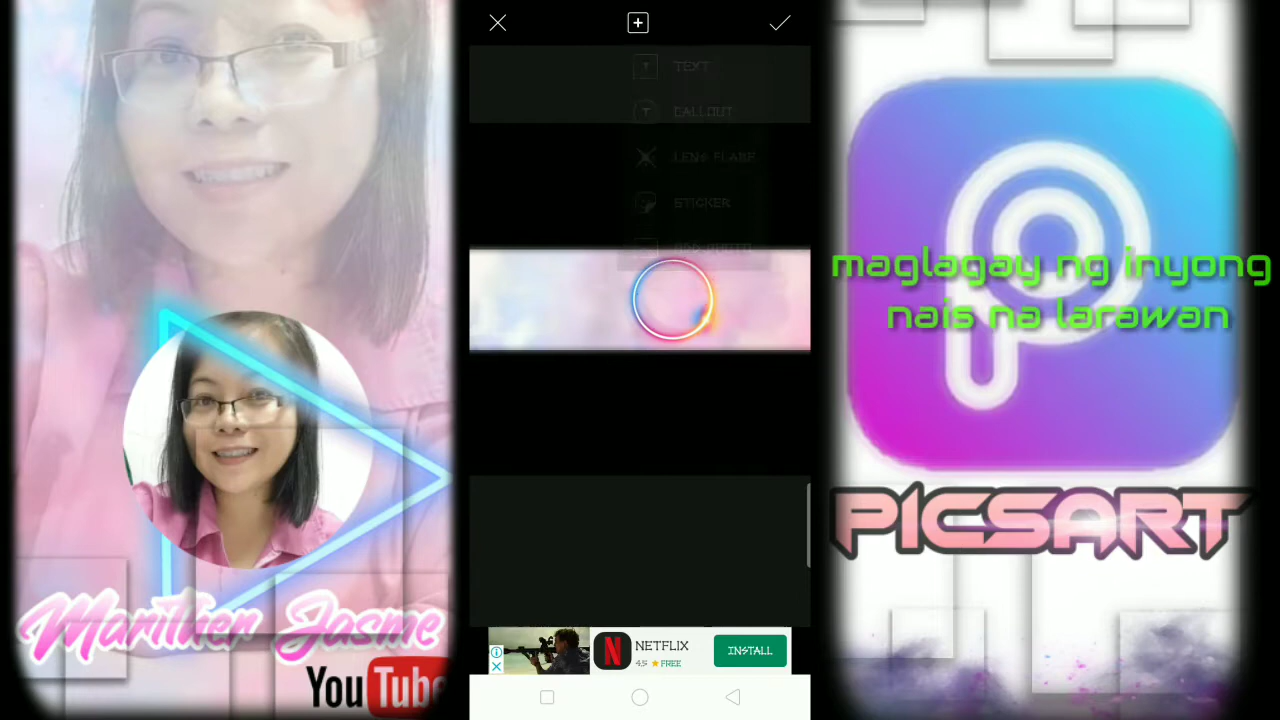 TEXT
CALLOUT
LENS FLARE
STICKER
maglagay ng inyong
nais na larawan
PICSART
Marither Jasme
YouTube
NETFLIX
4.5 ★ FREE
INSTALL